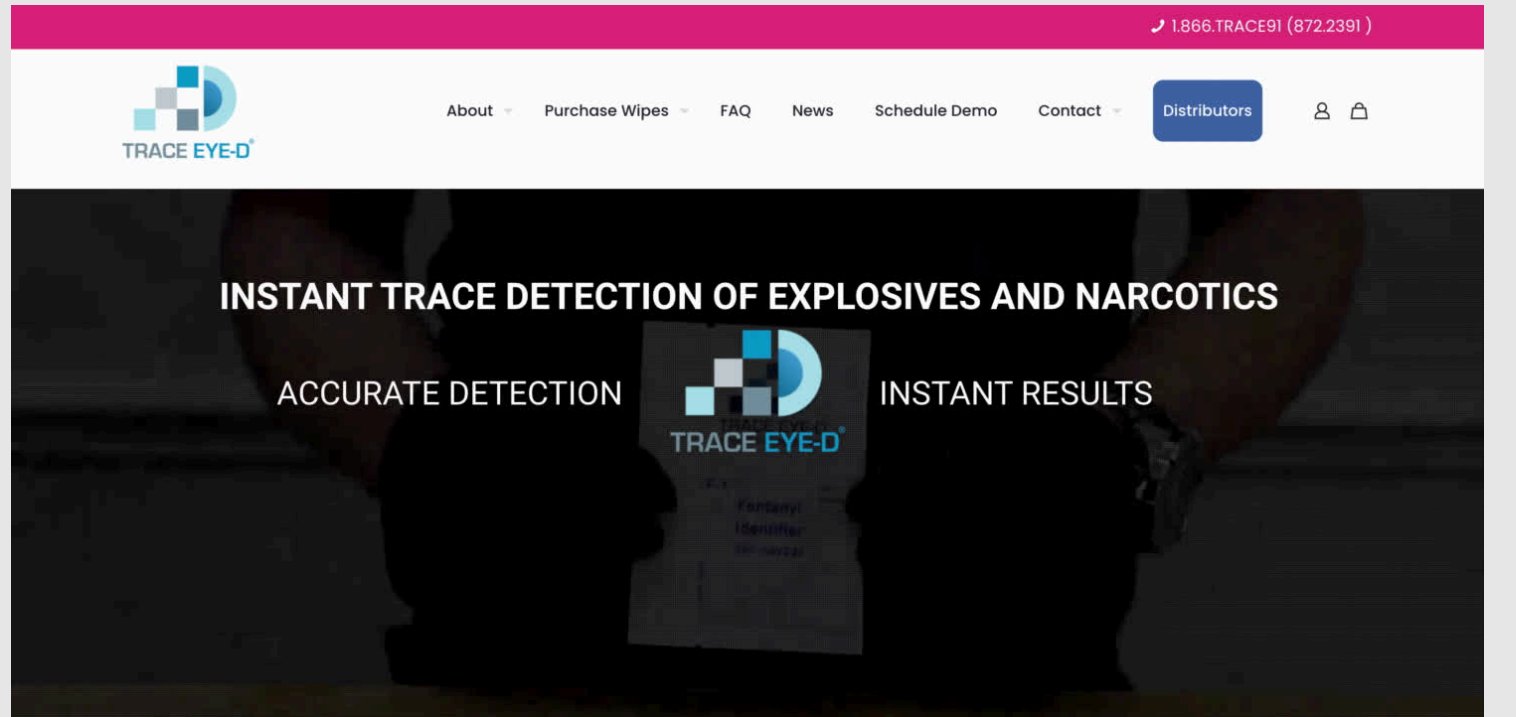 1.866.TRACE91 (872.2391 )
TRACE EYE-D®
About
Purchase Wipes
FAQ
News
Schedule Demo
Contact
Distributors
INSTANT TRACE DETECTION OF EXPLOSIVES AND NARCOTICS
ACCURATE DETECTION
TRACE EYE-D®
INSTANT RESULTS
Fentanyl
Identifier